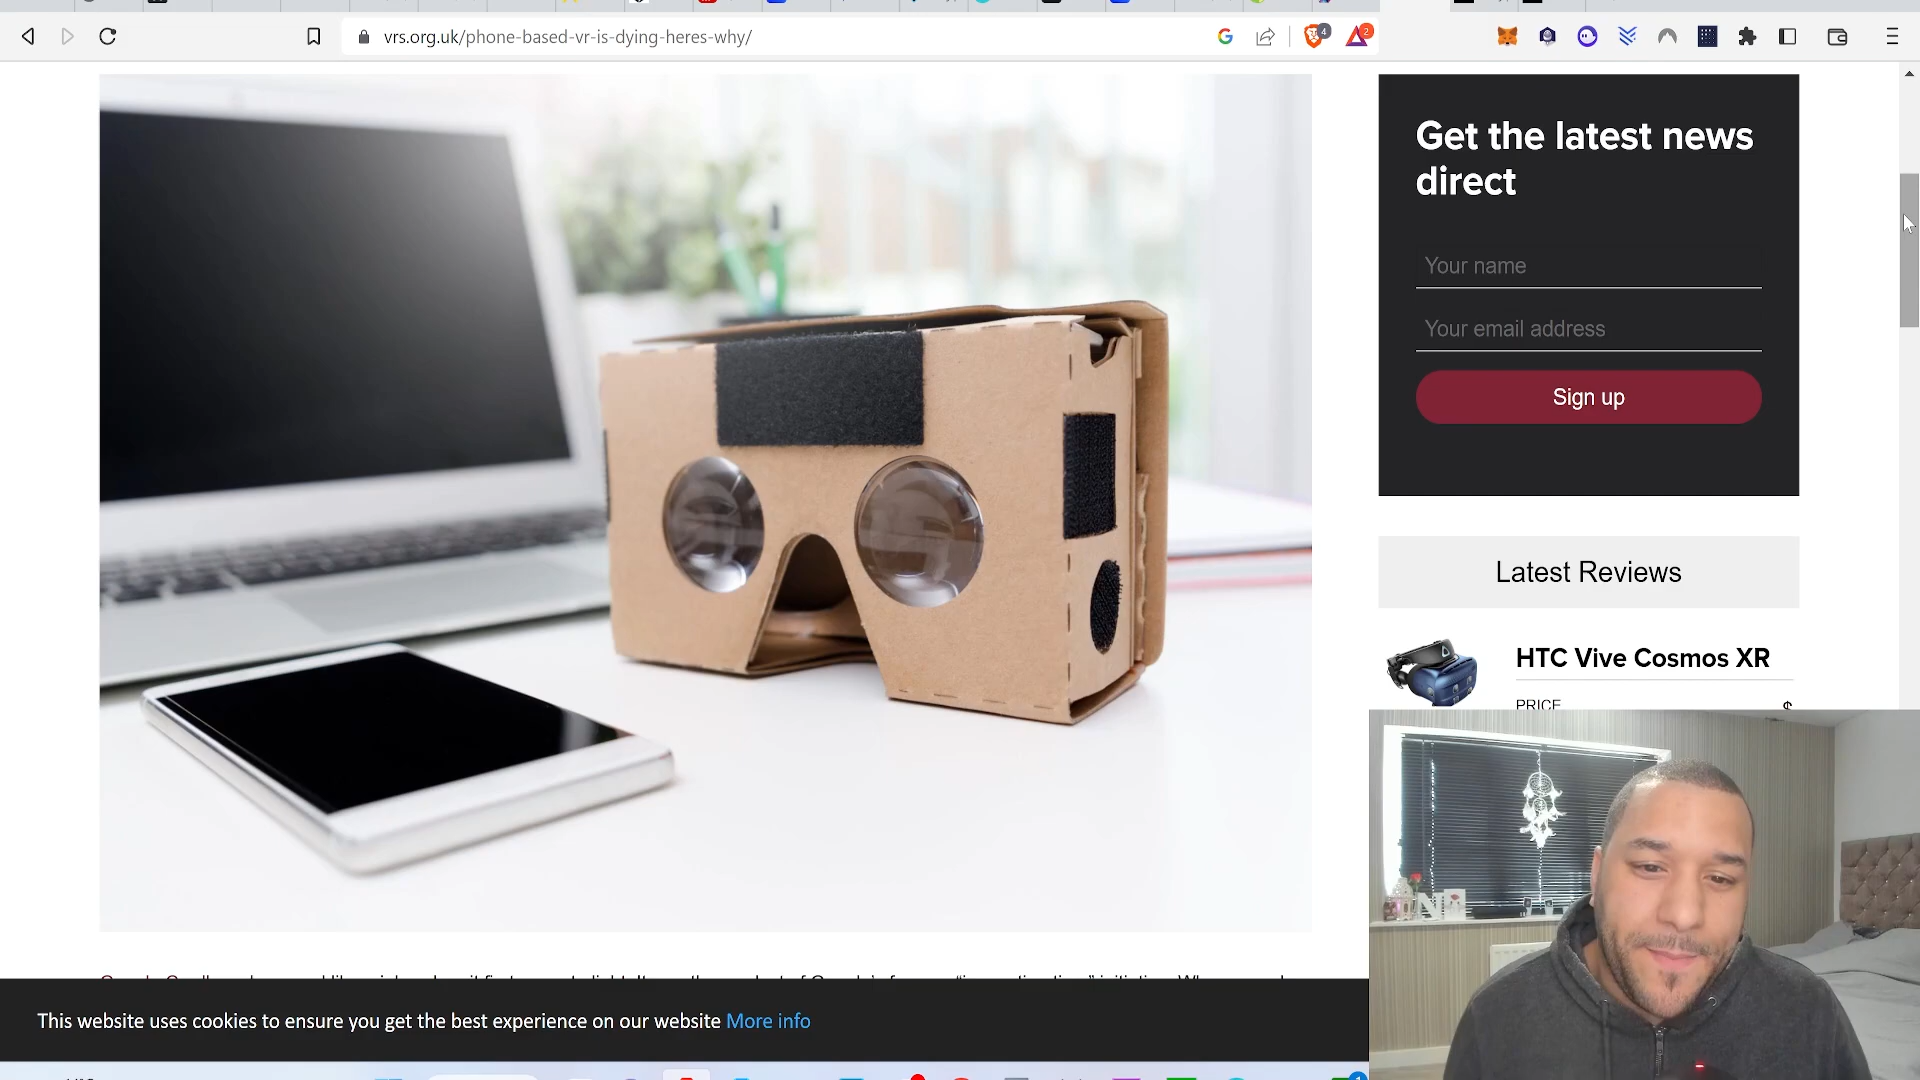 vrs.org.uk/phone-based-vr-is-dying-heres-why/
4
2
Get the latest news
direct
Your name
Your email address
Sign up
Latest Reviews
HTC Vive Cosmos XR
PRICE
$
This website uses cookies to ensure you get the best experience on our website More info